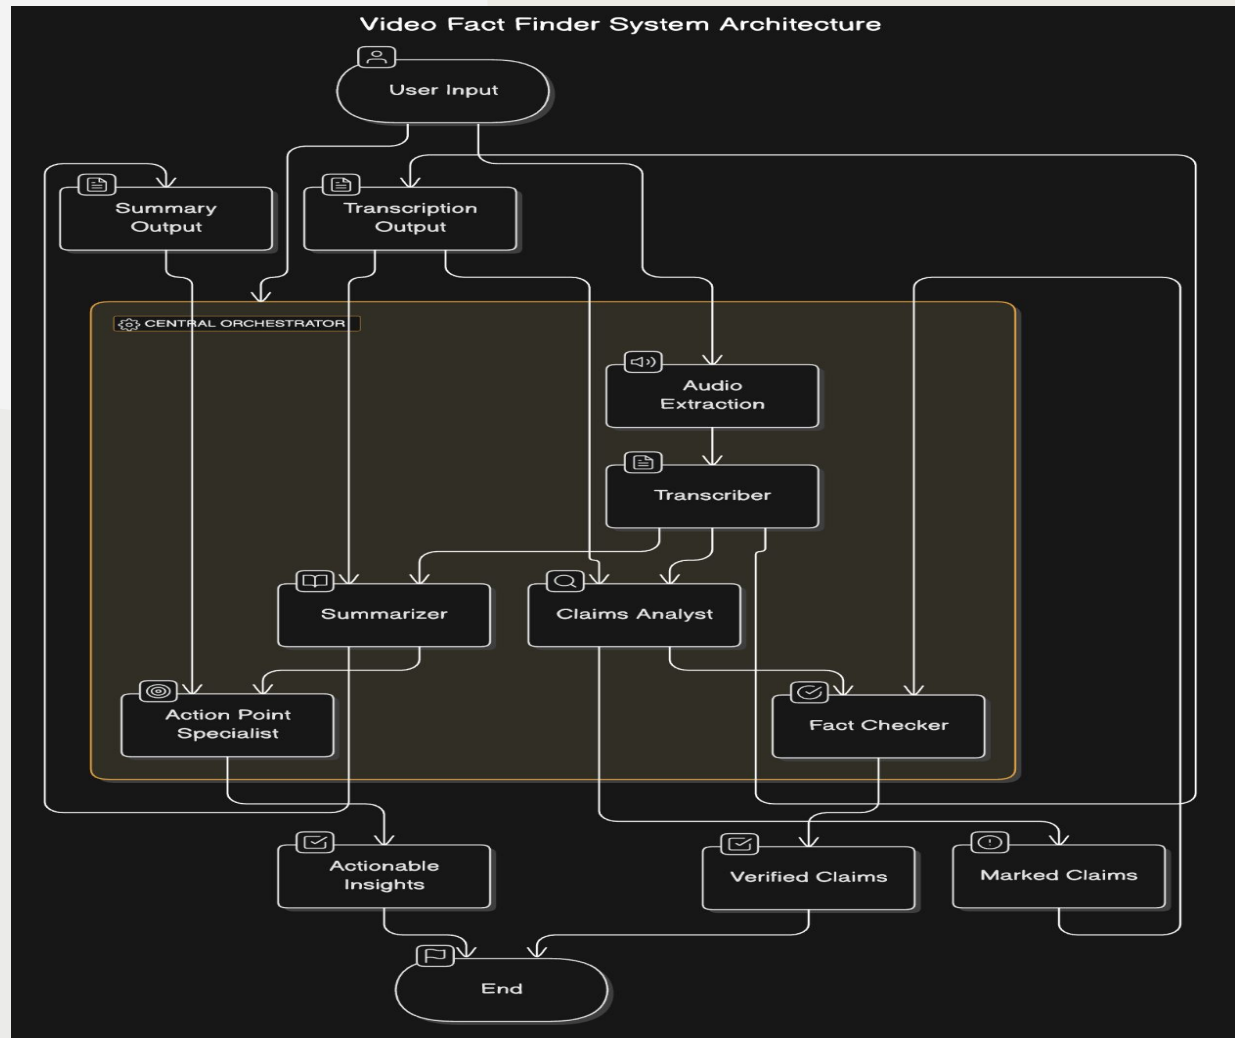 Video Fact Finder System Architecture
User Input
Summary
Output
Transcription
Output
CENTRAL ORCHESTRATOR
Audio
Extraction
Transcriber
Summarizer
Claims Analyst
Action Point
Specialist
Fact Checker
Actionable
Insights
Verified Claims
Marked Claims
End